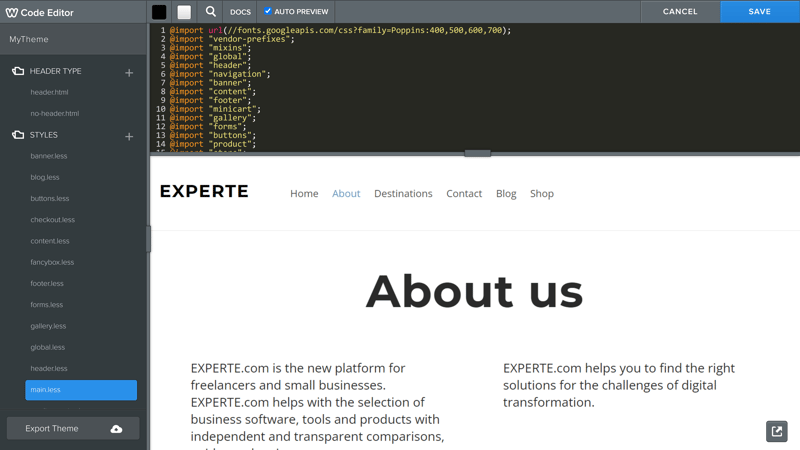 Code Editor
DOCS
AUTO PREVIEW
CANCEL
SAVE
MyTheme
HEADER TYPE
header.html
no-header.html
STYLES
banner.less
blog.less
buttons.less
checkout.less
content.less
fancybox.less
footer.less
forms.less
gallery.less
global.less
header.less
main.less
Export Theme
1 @import url(//fonts.googleapis.com/css?family=Poppins:400,500,600,700);
2 @import "vendor-prefixes";
3 @import "mixins";
4 @import "global";
5 @import "header";
6 @import "navigation";
7 @import "banner";
8 @import "content";
9 @import "footer";
10 @import "minicart";
11 @import "gallery";
12 @import "forms";
13 @import "buttons";
14 @import "product";
EXPERTE
Home About Destinations Contact Blog Shop
About us
EXPERTE.com is the new platform for
freelancers and small businesses.
EXPERTE.com helps with the selection of
business software, tools and products with
independent and transparent comparisons,
EXPERTE.com helps you to find the right
solutions for the challenges of digital
transformation.